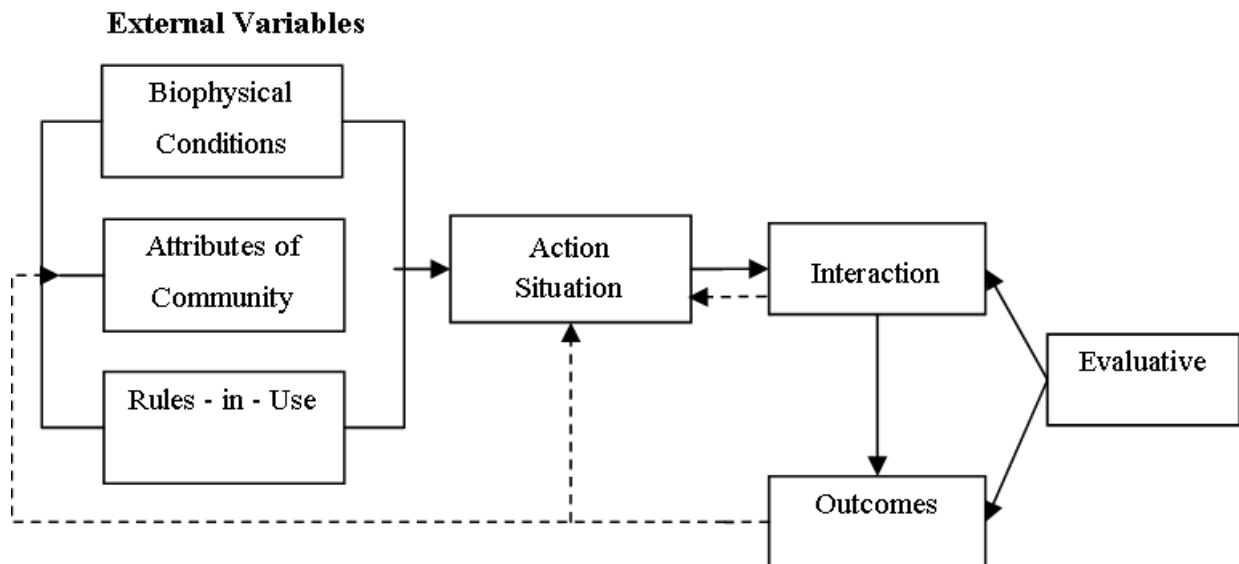 External Variables
Biophysical
Conditions
Attributes of
Community
Rules - in - Use
Action
Situation
Interaction
Evaluative
Outcomes